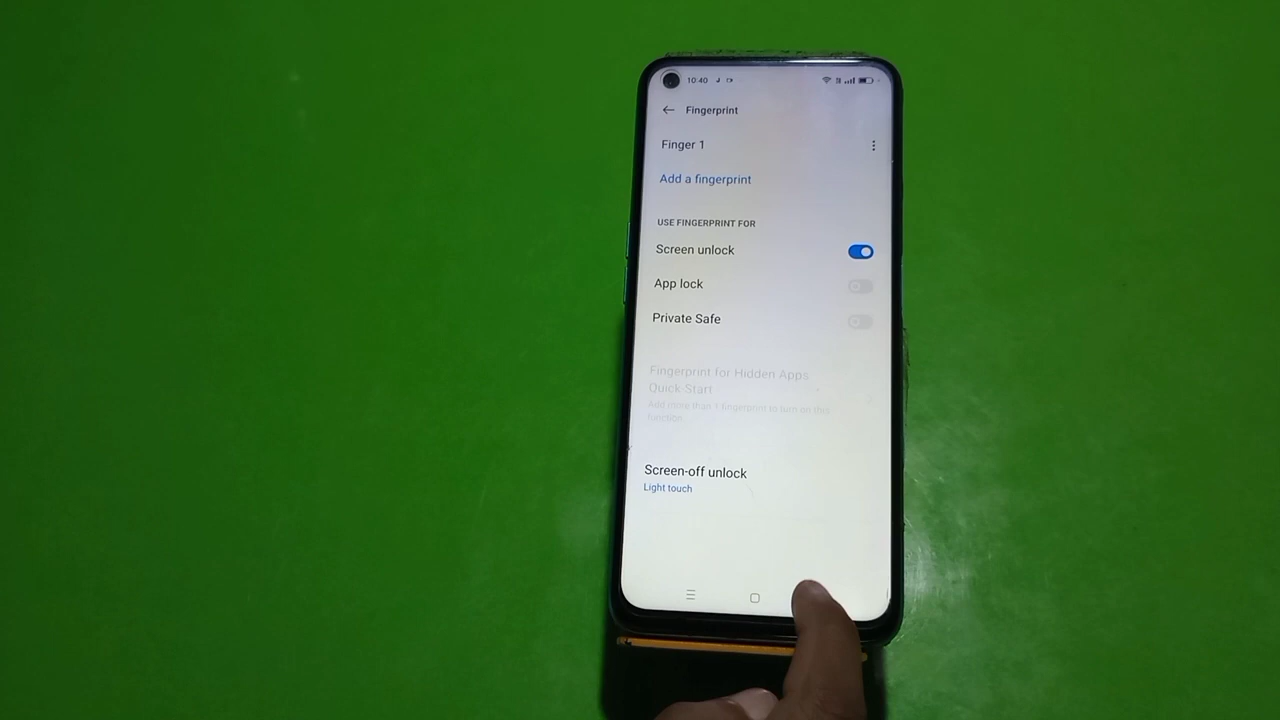 10:40
Fingerprint
Finger 1
Add a fingerprint
USE FINGERPRINT FOR
Screen unlock
App lock
Private Safe
Fingerprint for Hidden Apps
Quick Start
Add more than 1 fingerprint to turn on this
function
Screen-off unlock
Light touch